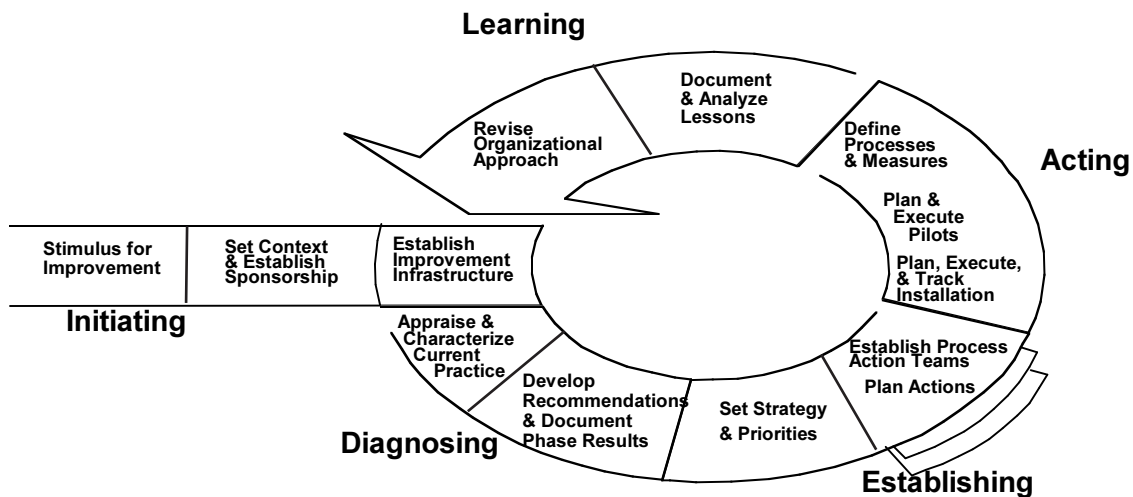 Learning
Document
& Analyze
Lessons
Revise
Organizational
Approach
Define
Processes
& Measures
Acting
Plan &
Execute
Pilots
Plan, Execute,
& Track
Installation
Stimulus for
Improvement
Set Context
& Establish
Sponsorship
Establish
Improvement
Infrastructure
Initiating
Appraise &
Characterize
Current
Practice
Develop
Recommendations
& Document
Phase Results
Diagnosing
Set Strategy
& Priorities
Establish Process
Action Teams
Plan Actions
Establishing